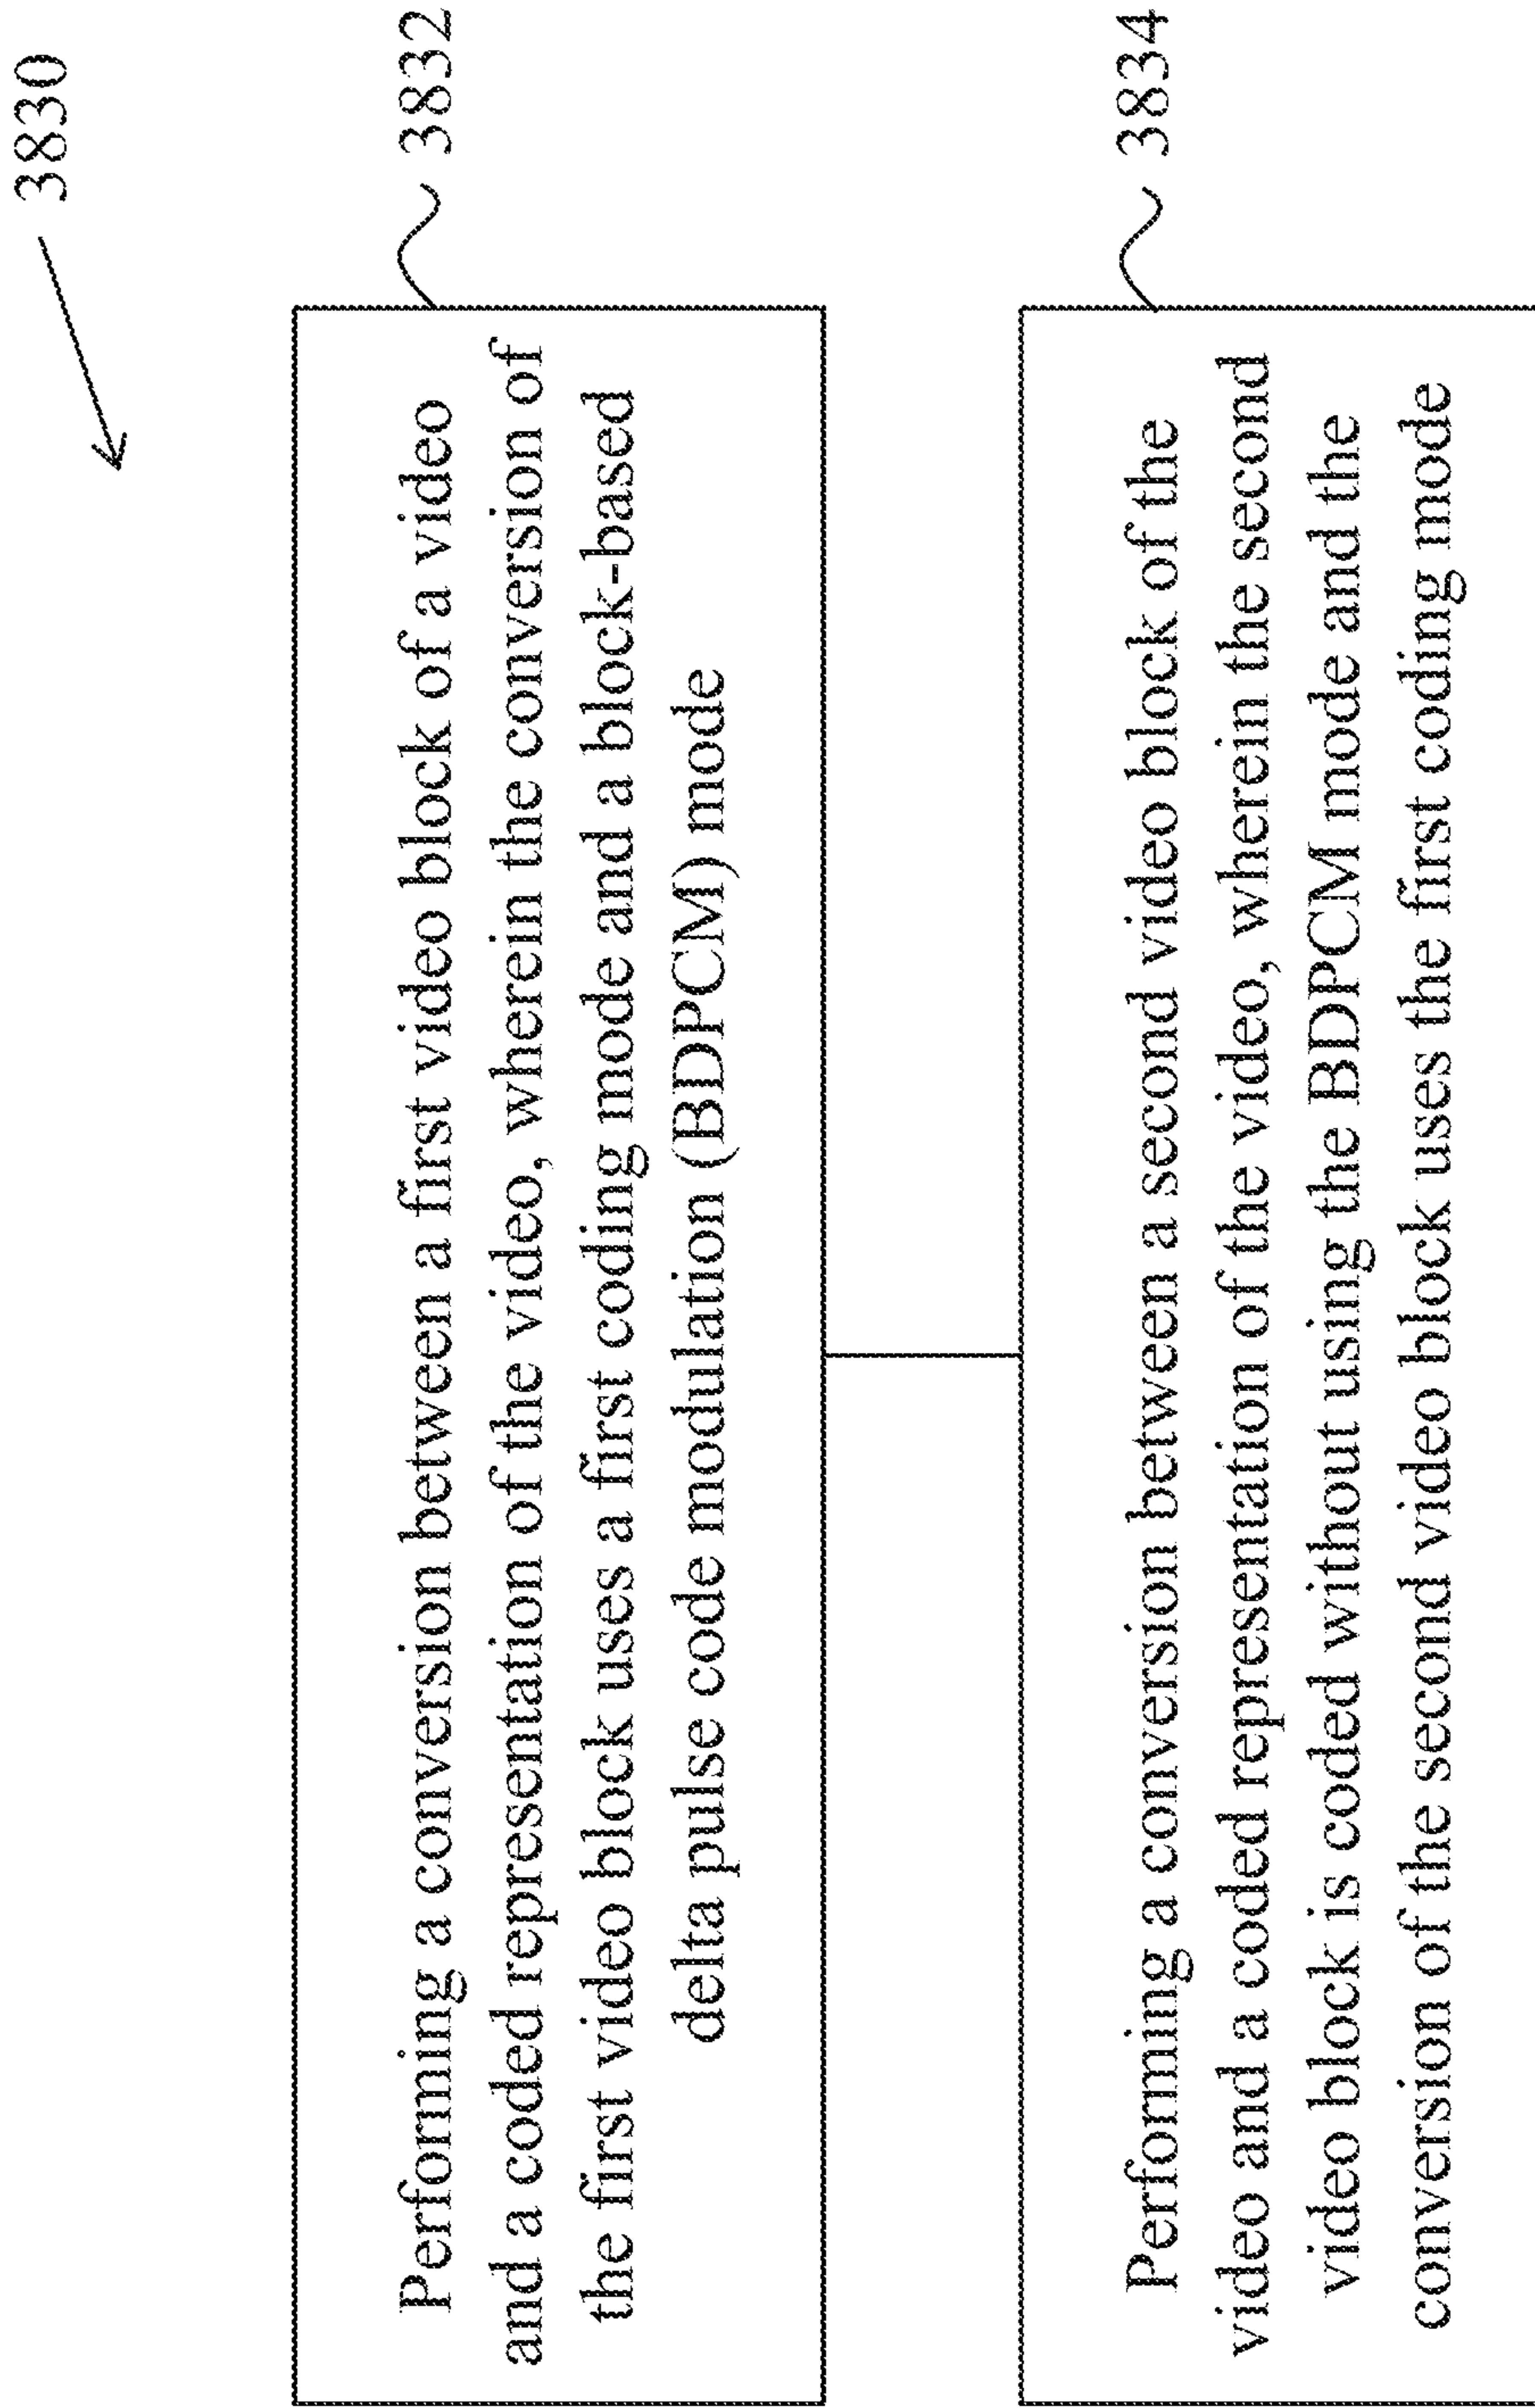 3830
Performing a conversion between a first video block of a video
and a coded representation of the video, wherein the conversion of
the first video block uses a first coding mode and a block-based
delta pulse code modulation (BDPCM) mode
3832
Performing a conversion between a second video block of the
video and a coded representation of the video, wherein the second
video block is coded without using the BDPCM mode and the
conversion of the second video block uses the first coding mode
3834